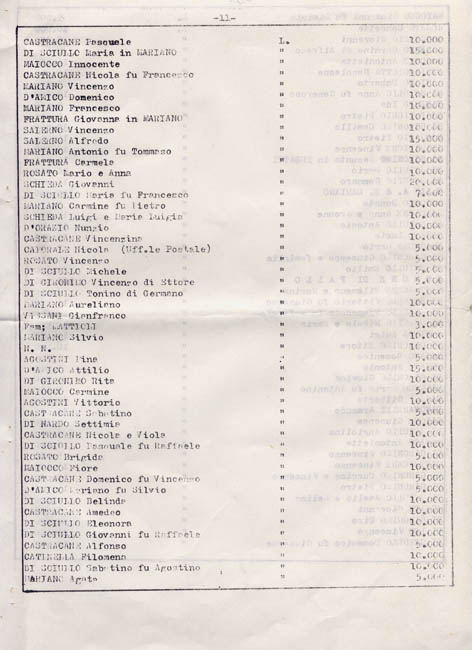 -11-
CASTRACANE Pasquale L. 10.000
DI SCIULLO Maria in MARIANO " 15.000
MAIOCCO Innocente " 10.000
CASTRACANE Nicola fu Francesco " 10.000
MARIANO Vincenzo " 10.000
D'AMICO Domenico " 10.000
MARIANO Francesco " 10.000
FRATTURA Giovanna in MARIANO " 10.000
SALERNO Vincenzo " 10.000
SALERNO Alfredo " 15.000
MARIANO Antonio fu Tommaso " 10.000
FRATTURA Carmela " 10.000
ROSATO Mario e Anna " 10.000
SCHIEDA Giovanni " 20.000
DI SCIULLO Maria fu Francesco " 7.000
MARIANO Carmine fu Pietro " 10.000
SCHIEDA Luigi e Maria Luigia " 10.000
D'ORAZIO Nunzio " 10.000
CASTRACANE Vincenzina " 10.000
CAPORALE Nicola (Uff.le Postale) " 5.000
ROSATO Vincenzo " 5.000
DI SCIULLO Michele " 5.000
DI GIRONIMO Vincenzo di Ettore " 5.000
DI SCIULLO Tonino di Germano " 5.000
MARIANO Aureliano " 10.000
Gianfranco " 10.000
Fam: MATTIOLI " 3.000
MARIANO Silvio " 10.000
N. N. " 10.000
AGOSTINI Pina " 5.000
D'AMICO Attilio " 15.000
DI GIRONIMO Rita " 10.000
MAIOCCO Carmine " 5.000
AGOSTINI Vittorio " 10.000
CASTRACANE Sabatino " 10.000
DI NARDO Settimia " 10.000
CASTRACANE Nicola e Viola " 10.000
DI SCIULLO Pasquale fu Raffaele " 10.000
ROSATO Brigida " 5.000
MAIOCCO Fiore " 10.000
CASTRACANE Domenico fu Vincenzo " 5.000
D'AMICO Mariano fu Silvio " 10.000
DI SCIULLO Delinda " 10.000
CASTRACANE Amedeo " 10.000
DI SCIULLO Eleonora " 10.000
DI SCIULLO Giovanni fu Raffaele " 10.000
CASTRACANE Alfonso " 5.000
Filomena " 10.000
DI SCIULLO Sabatino fu Agostino " 10.000
MARIANO Agata " 5.000